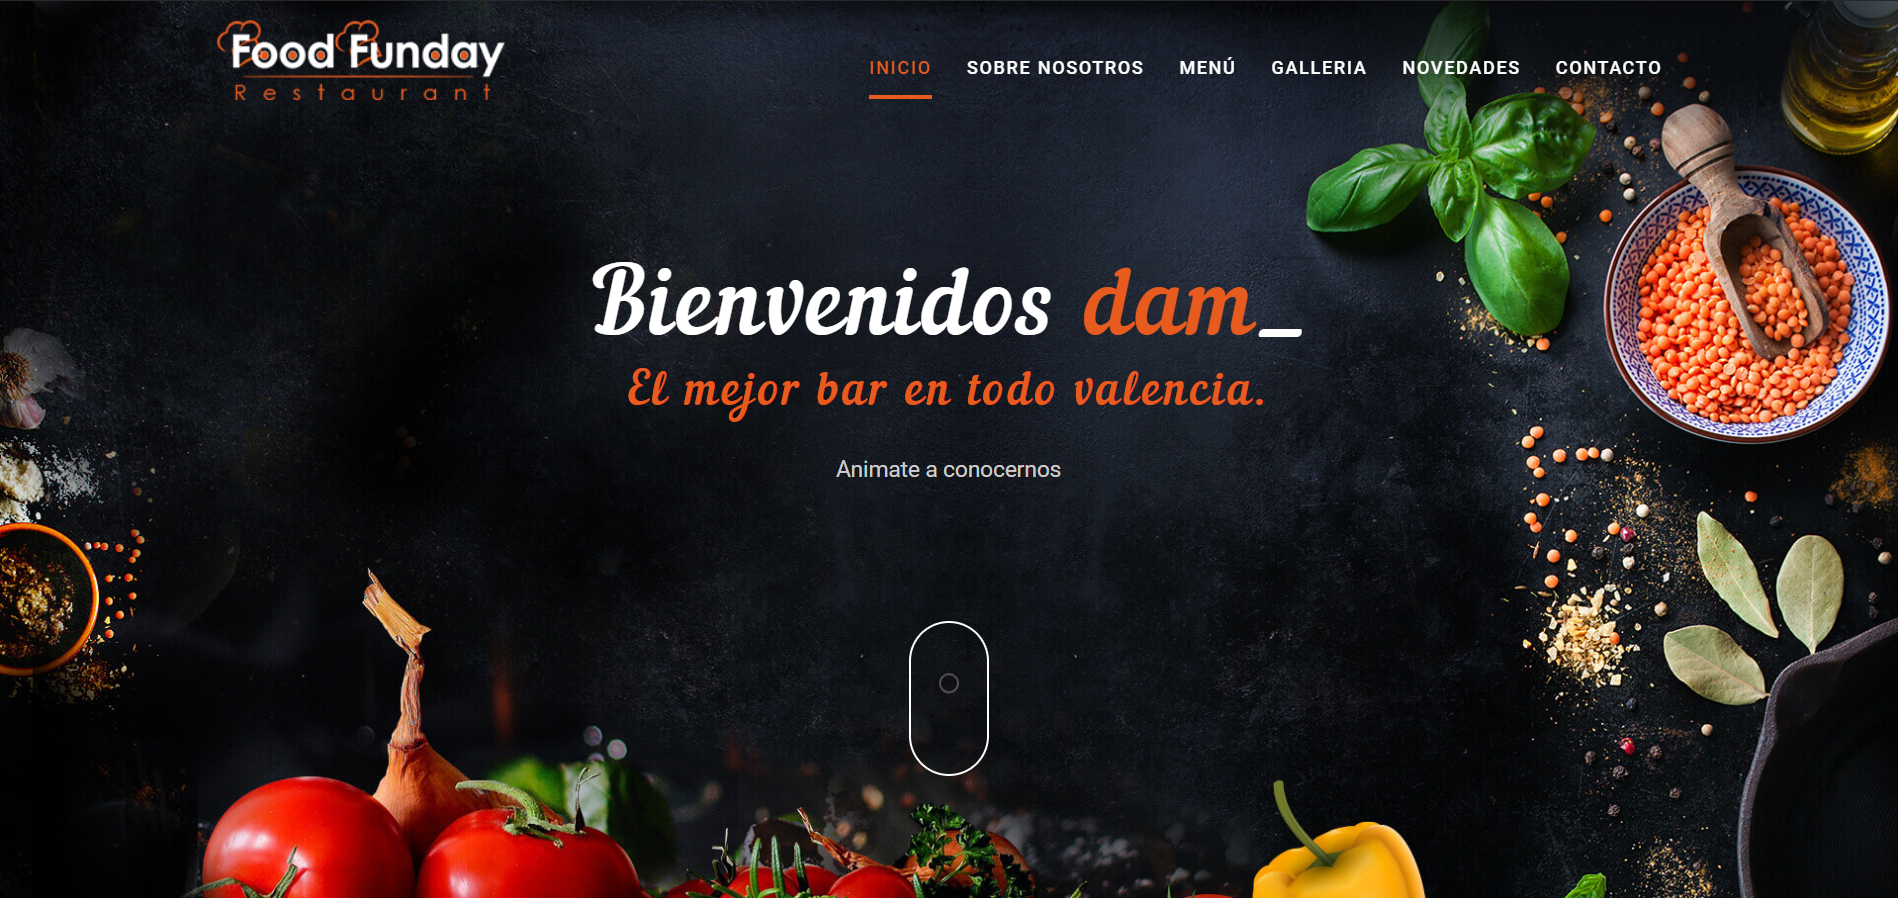 Food Funday
Restaurant
INICIO SOBRE NOSOTROS MENÚ GALLERIA NOVEDADES CONTACTO
Bienvenidos dam_
El mejor bar en todo valencia.
Animate a conocernos